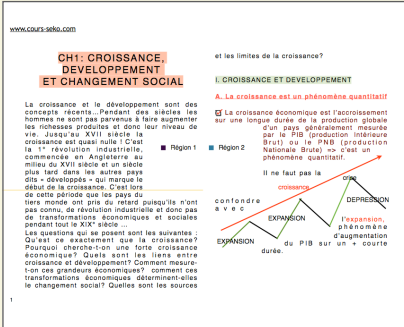 www.cours-seko.com
CH1: CROISSANCE,
DEVELOPPEMENT
ET CHANGEMENT SOCIAL
La croissance et le développement sont des
concepts récents...Pendant des siècles les
hommes ne sont pas parvenus à faire augmenter
les richesses produites et donc leur niveau de
vie. Jusqu'au XVII siècle la
croissance est quasi nulle ! C'est
la 1° révolution industrielle,
commencée en Angleterre au
milieu du XVII siècle et un siècle
plus tard dans les autres pays
dits « développés » qui marque le
début de la croissance. C'est lors
de cette période que les pays du
tiers monde ont pris du retard puisqu'ils n'ont
pas connu, de révolution industrielle et donc pas
de transformations économiques et sociales
pendant tout le XIX° siècle ...
Les questions qui se posent sont les suivantes :
Qu'est ce exactement que la croissance?
Pourquoi cherche-t-on une forte croissance
économique? Quels sont les liens entre
croissance et développement? Comment mesure-
t-on ces grandeurs économiques? comment ces
transformations économiques déterminent-elles
le changement social? Quelles sont les sources
1
Région 1
Région 2
et les limites de la croissance?
I. CROISSANCE ET DEVELOPPEMENT
A. La croissance est un phénomène quantitatif
La croissance économique est l'accroissement
sur une longue durée de la production globale
d'un pays généralement mesurée
par le PIB (production Intérieure
Brut) ou le PNB (production
Nationale Brute) => c'est un
phénomène quantitatif.
Il ne faut pas la
crise
croissance
confondre
avec
DEPRESSION
EXPANSION
l'expansion,
phénomène
d'augmentation
EXPANSION
du PIB sur un + courte
durée.